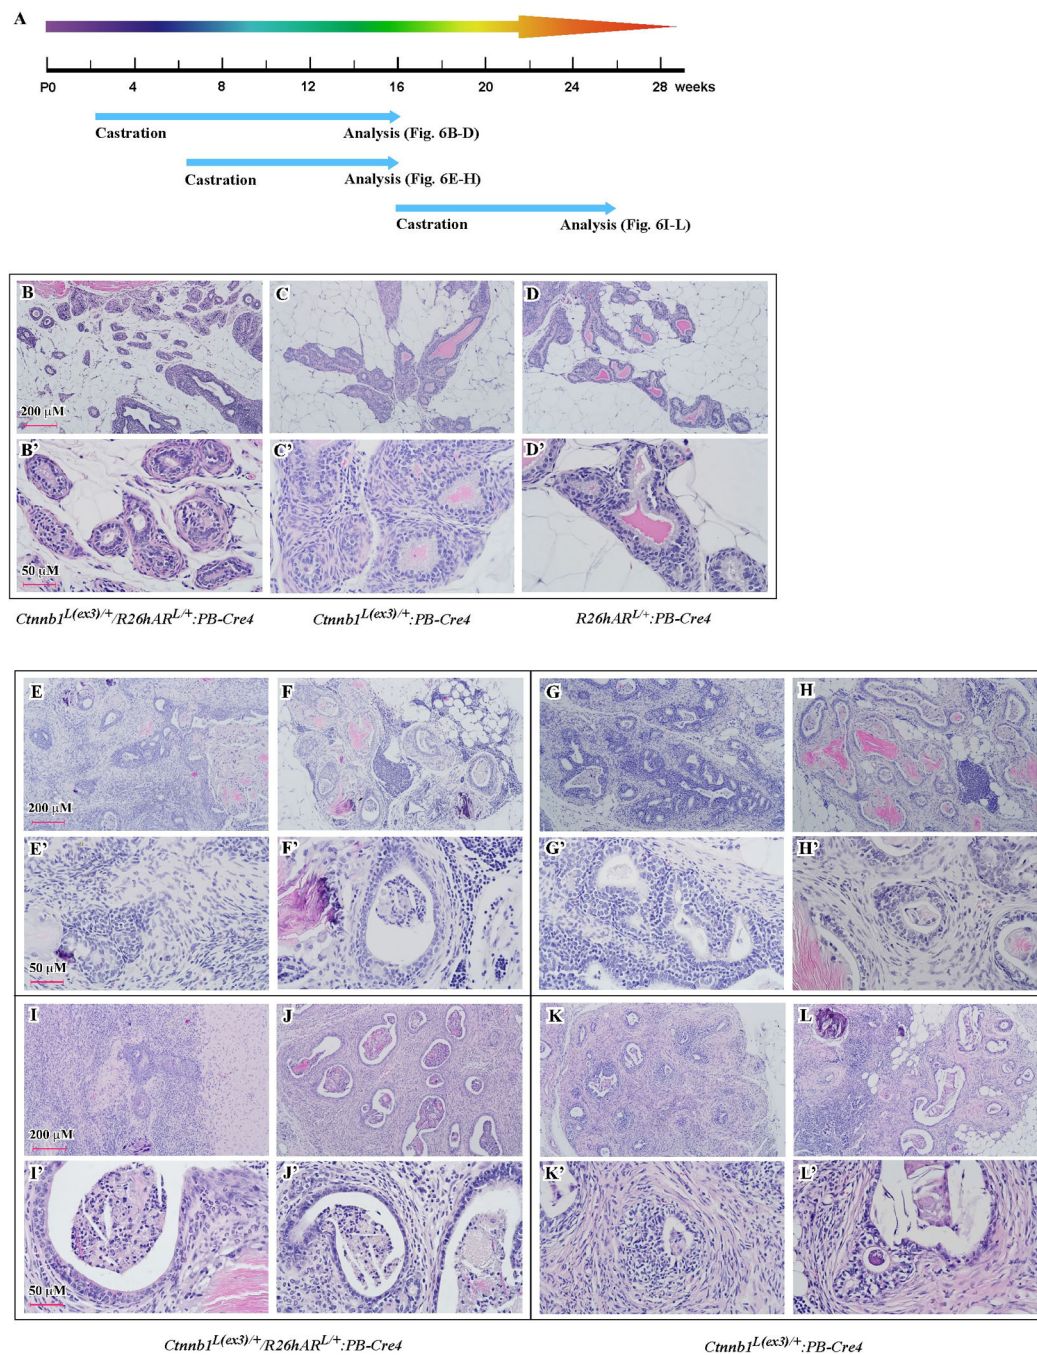 A
P0 4 8 12 16 20 24 28 weeks
Castration Analysis (Fig. 6B-D)
Castration Analysis (Fig. 6E-H)
Castration Analysis (Fig. 6I-L)
B C D
200 μM
B' C' D'
50 μM
Ctnnb1L(ex3)/+/R26hARL/+:PB-Cre4 Ctnnb1L(ex3)/+:PB-Cre4 R26hARL/+:PB-Cre4
E F G H
200 μM
E' F' G' H'
50 μM
I J K L
200 μM
I' J' K' L'
50 μM
Ctnnb1L(ex3)/+/R26hARL/+:PB-Cre4 Ctnnb1L(ex3)/+:PB-Cre4